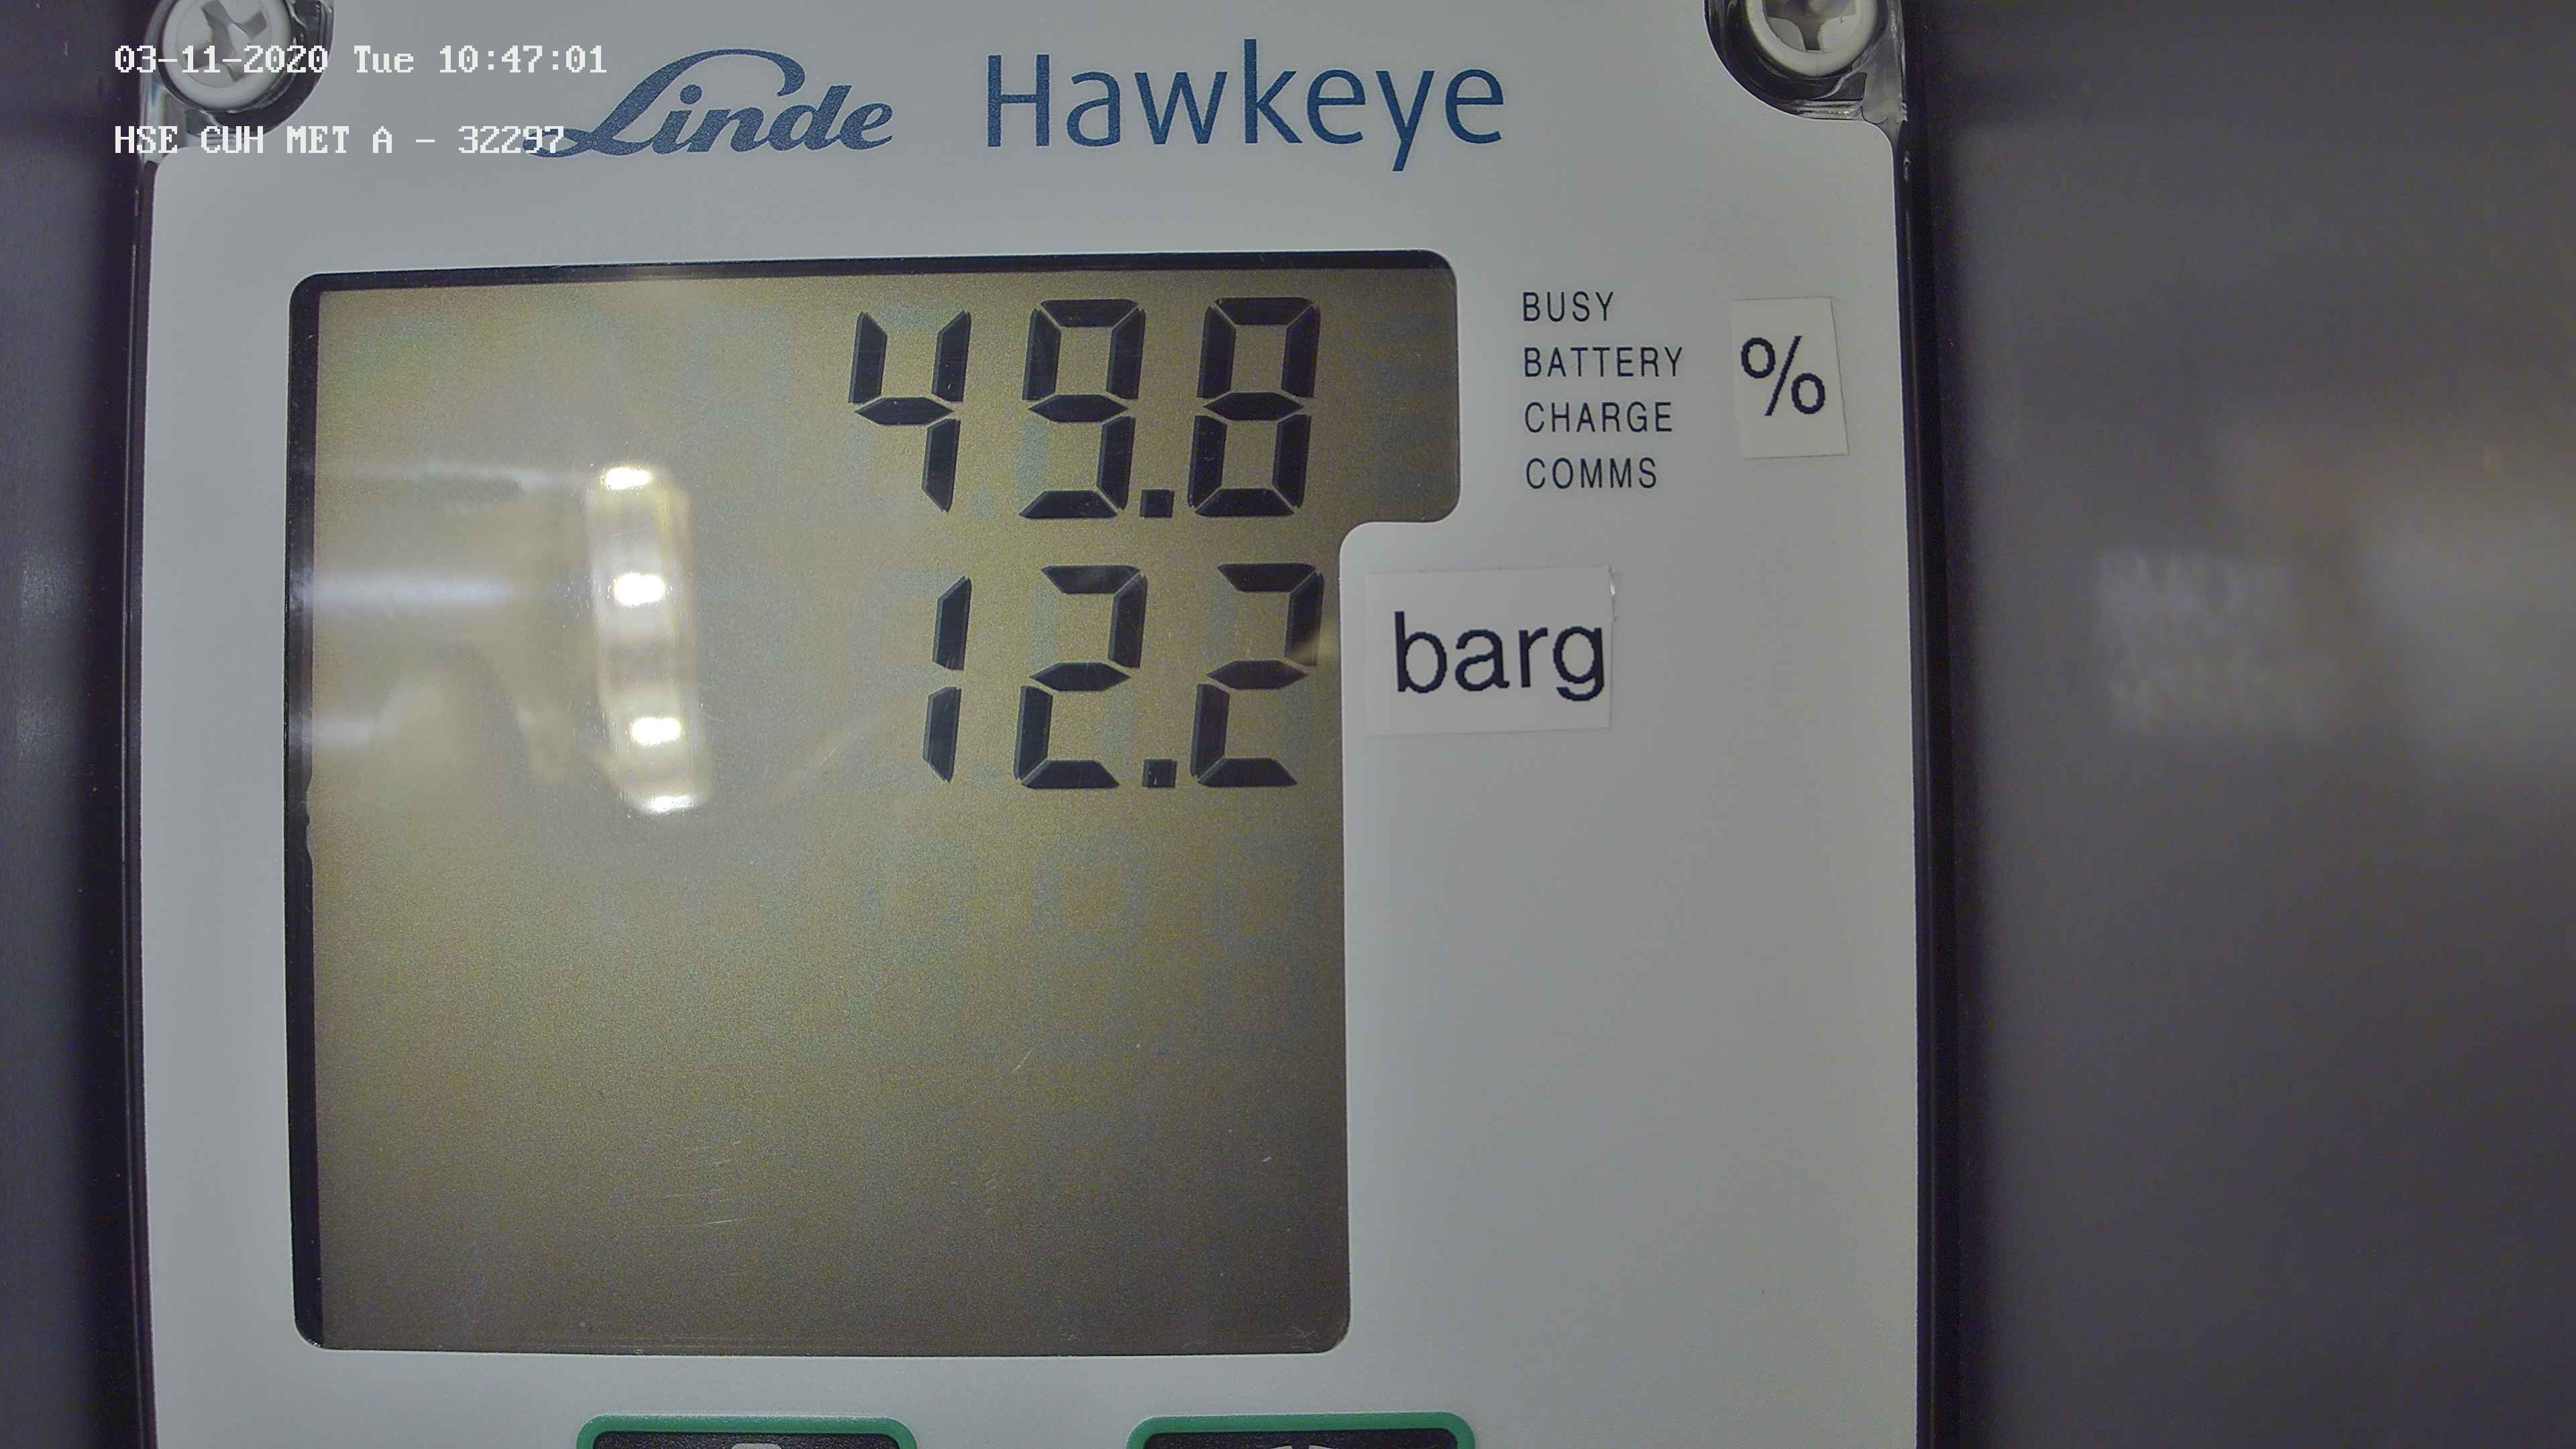 03-11-2020 Tue 10:47:01
HSE CUH MET A - 32297
Linde Hawkeye
49.8
BUSY
BATTERY
CHARGE
COMMS
%
12.2
barg